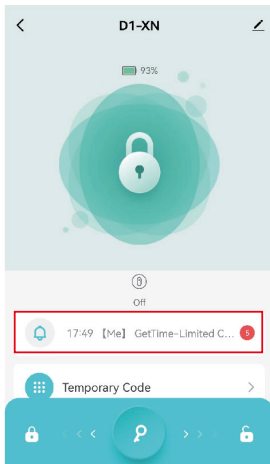 D1-XN
93%
Off
17:49 【Me】 GetTime-Limited C... 5
Temporary Code